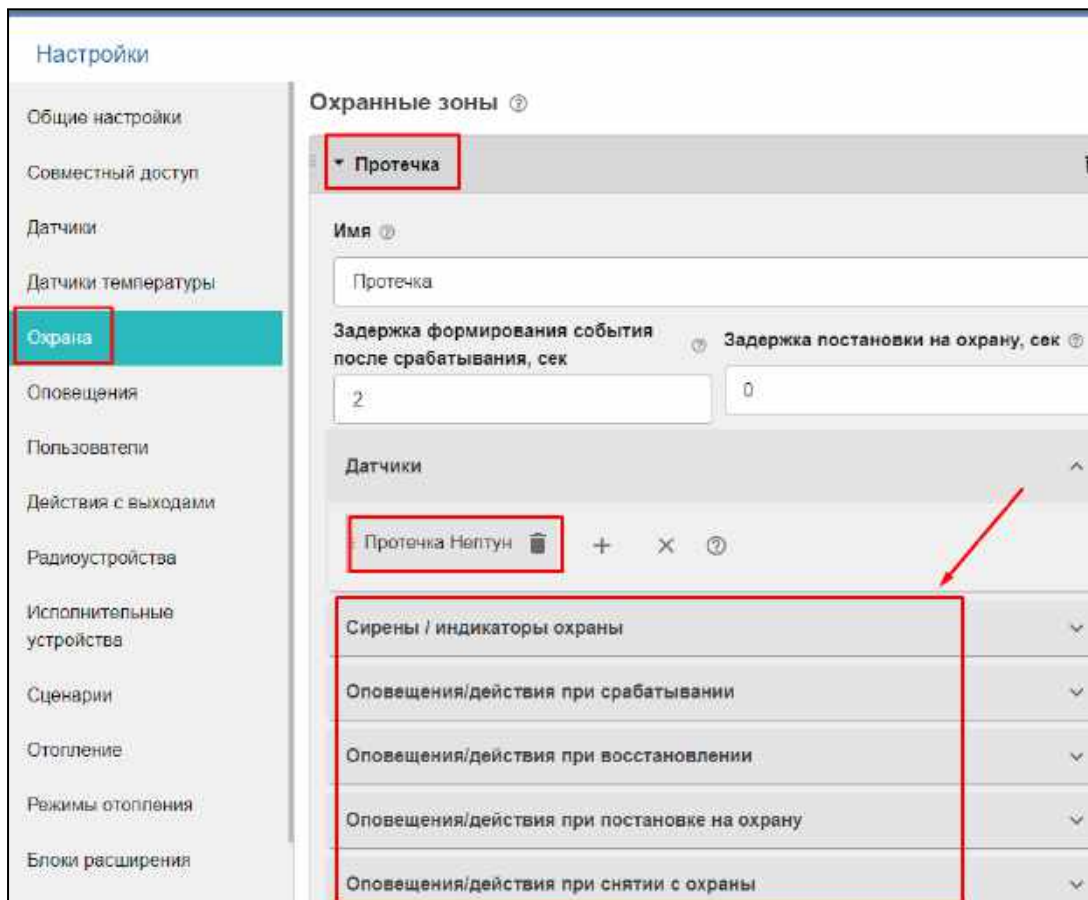 Настройки
Общие настройки
Совместный доступ
Датчики
Датчики температуры
Охрана
Оповещения
Пользователи
Действия с выходами
Радиоустройства
Исполнительные
устройства
Сценарии
Отопление
Режимы отопления
Блоки расширения
Охранные зоны
Протечка
Имя
Протечка
Задержка формирования события
после срабатывания, сек
2
Задержка постановки на охрану, сек
0
Датчики
Протечка Нептун
Сирены / индикаторы охраны
Оповещения/действия при срабатывании
Оповещения/действия при восстановлении
Оповещения/действия при постановке на охрану
Оповещения/действия при снятии с охраны